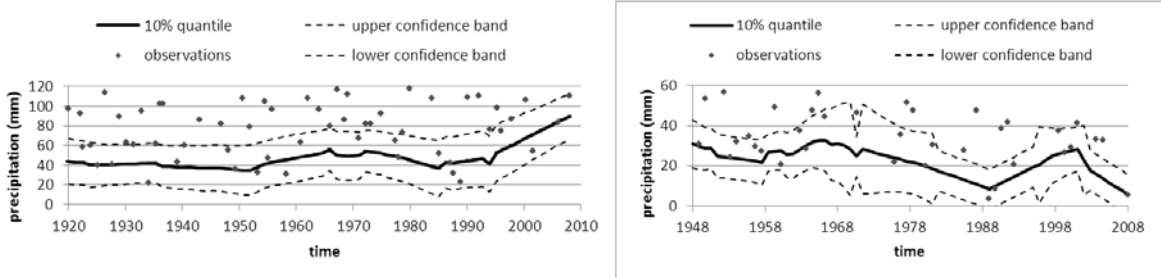 10% quantile upper confidence band
observations lower confidence band
precipitation (mm)
120
100
80
60
40
20
0
1920 1930 1940 1950 1960 1970 1980 1990 2000 2010
time
10% quantile upper confidence band
observations lower confidence band
precipitation (mm)
60
40
20
0
1948 1958 1968 1978 1988 1998 2008
time